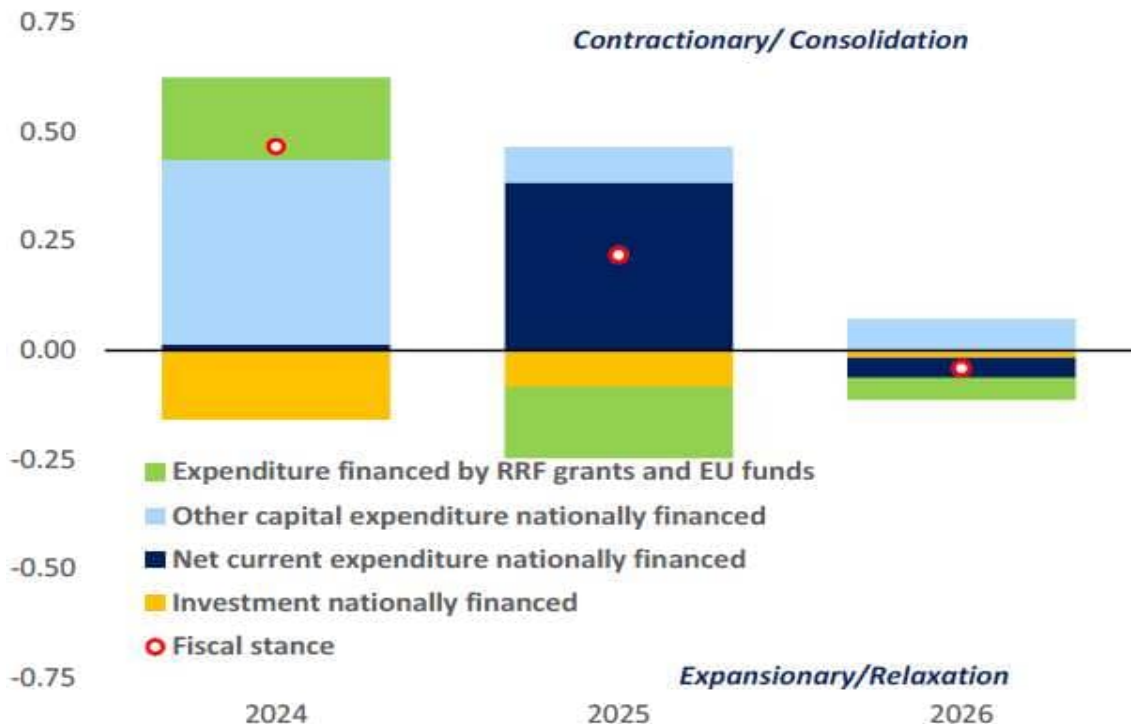 0.75
Contractionary/ Consolidation
0.50
0.25
0.00
-0.25
Expenditure financed by RRF grants and EU funds
Other capital expenditure nationally financed
-0.50
Net current expenditure nationally financed
Investment nationally financed
Fiscal stance
-0.75
Expansionary/Relaxation
2024 2025 2026